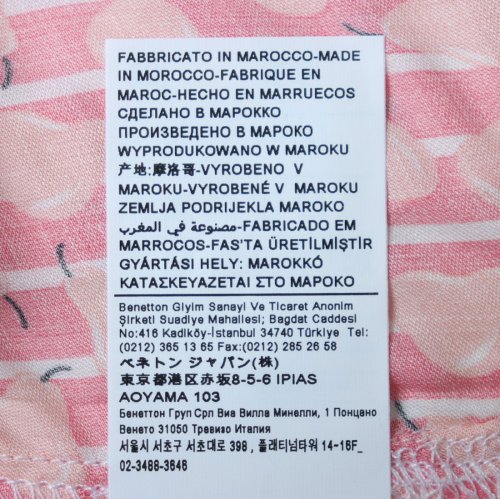 FABBRICATO IN MAROCCO-MADE
IN MOROCCO-FABRIQUE EN
MAROC-HECHO EN MARRUECOS
СДЕЛАНО В МАРОККО
ПРОИЗВЕДЕНО В МАРОКО
WYPRODUKOWANO W MAROKU
产地:摩洛哥-VYROBENO V
MAROKU-VYROBENÉ V MAROKU
ZEMLJA PODRIJEKLA MAROKO
مصنوعة في المغرب-FABRICADO EM
MARROCOS-FAS'TA ÜRETİLMİŞTİR
GYÁRTÁSI HELY: MAROKKÓ
ΚΑΤΑΣΚΕΥΑΖΕΤΑΙ ΣΤΟ ΜΑΡΟΚΟ
Benetton Giyim Sanayi Ve Ticaret Anonim
Şirketi Suadiye Mahallesi; Bagdat Caddesi
No:416 Kadiköy-İstanbul 34740 Türkiye Tel:
(0212) 365 13 65 Fax:(0212) 285 26 58
ベネトン ジャパン(株)
東京都港区赤坂8-5-6 IPIAS
AOYAMA 103
Бенеттон Груп Срл Виа Вилла Минелли, 1 Понцано
Венето 31050 Тревизо Италия
서울시 서초구 서초대로 398 , 플래티넘타워 14-16F_
02-3488-3646